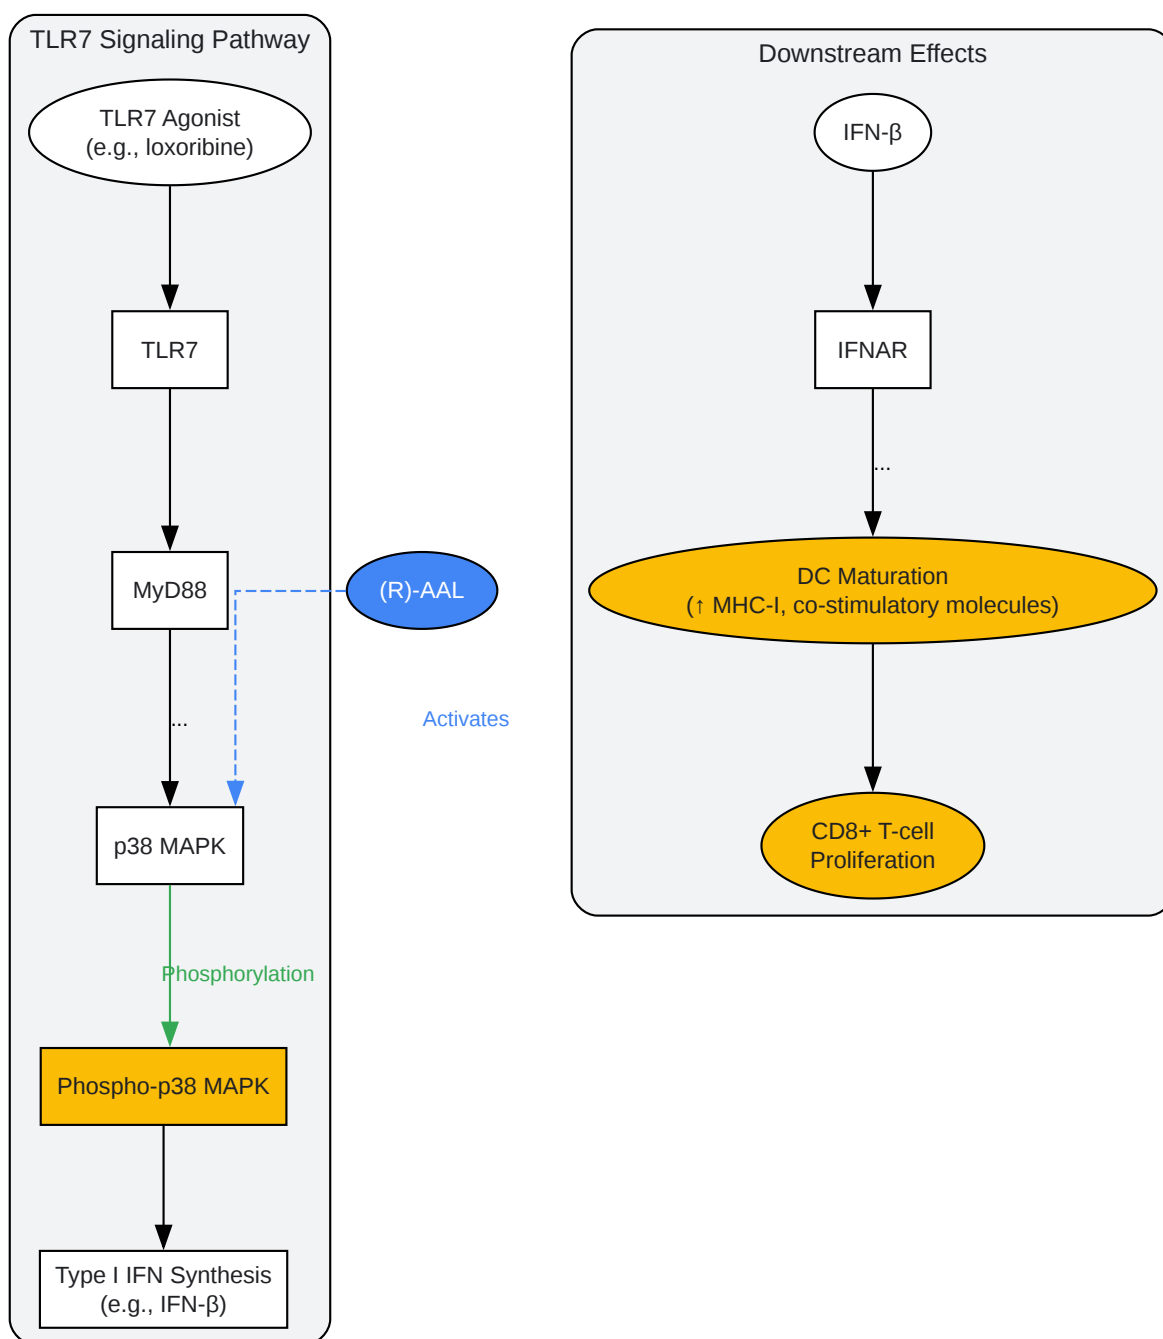 TLR7 Signaling Pathway
TLR7 Agonist
(e.g., loxoribine)
TLR7
MyD88
(R)-AAL
...
Activates
p38 MAPK
Phosphorylation
Phospho-p38 MAPK
Type I IFN Synthesis
(e.g., IFN-β)
Downstream Effects
IFN-β
IFNAR
...
DC Maturation
(↑ MHC-I, co-stimulatory molecules)
CD8+ T-cell
Proliferation